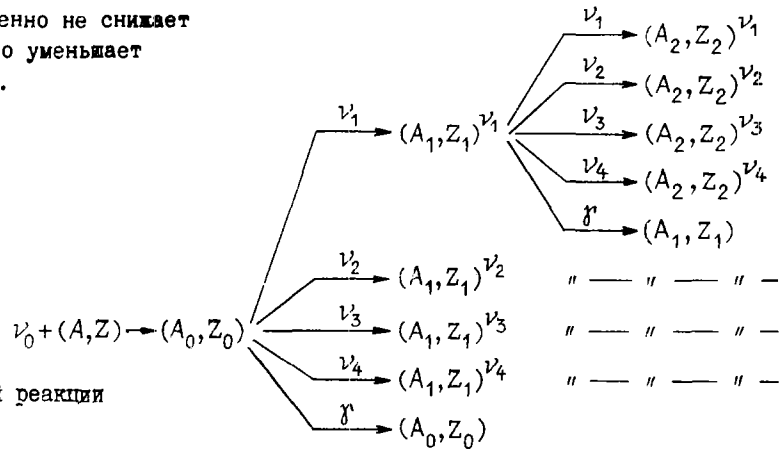 енно не снижает
о уменьшает
.
ν₁ (A₂,Z₂)^ν₁
ν₂ (A₂,Z₂)^ν₂
ν₁ (A₁,Z₁)^ν₁ ν₃ (A₂,Z₂)^ν₃
ν₄ (A₂,Z₂)^ν₄
γ (A₁,Z₁)
ν₂ (A₁,Z₁)^ν₂ " — " — " —
ν₀+(A,Z)→(A₀,Z₀) ν₃ (A₁,Z₁)^ν₃ " — " — " —
ν₄ (A₁,Z₁)^ν₄ " — " — " —
реакции
γ (A₀,Z₀)